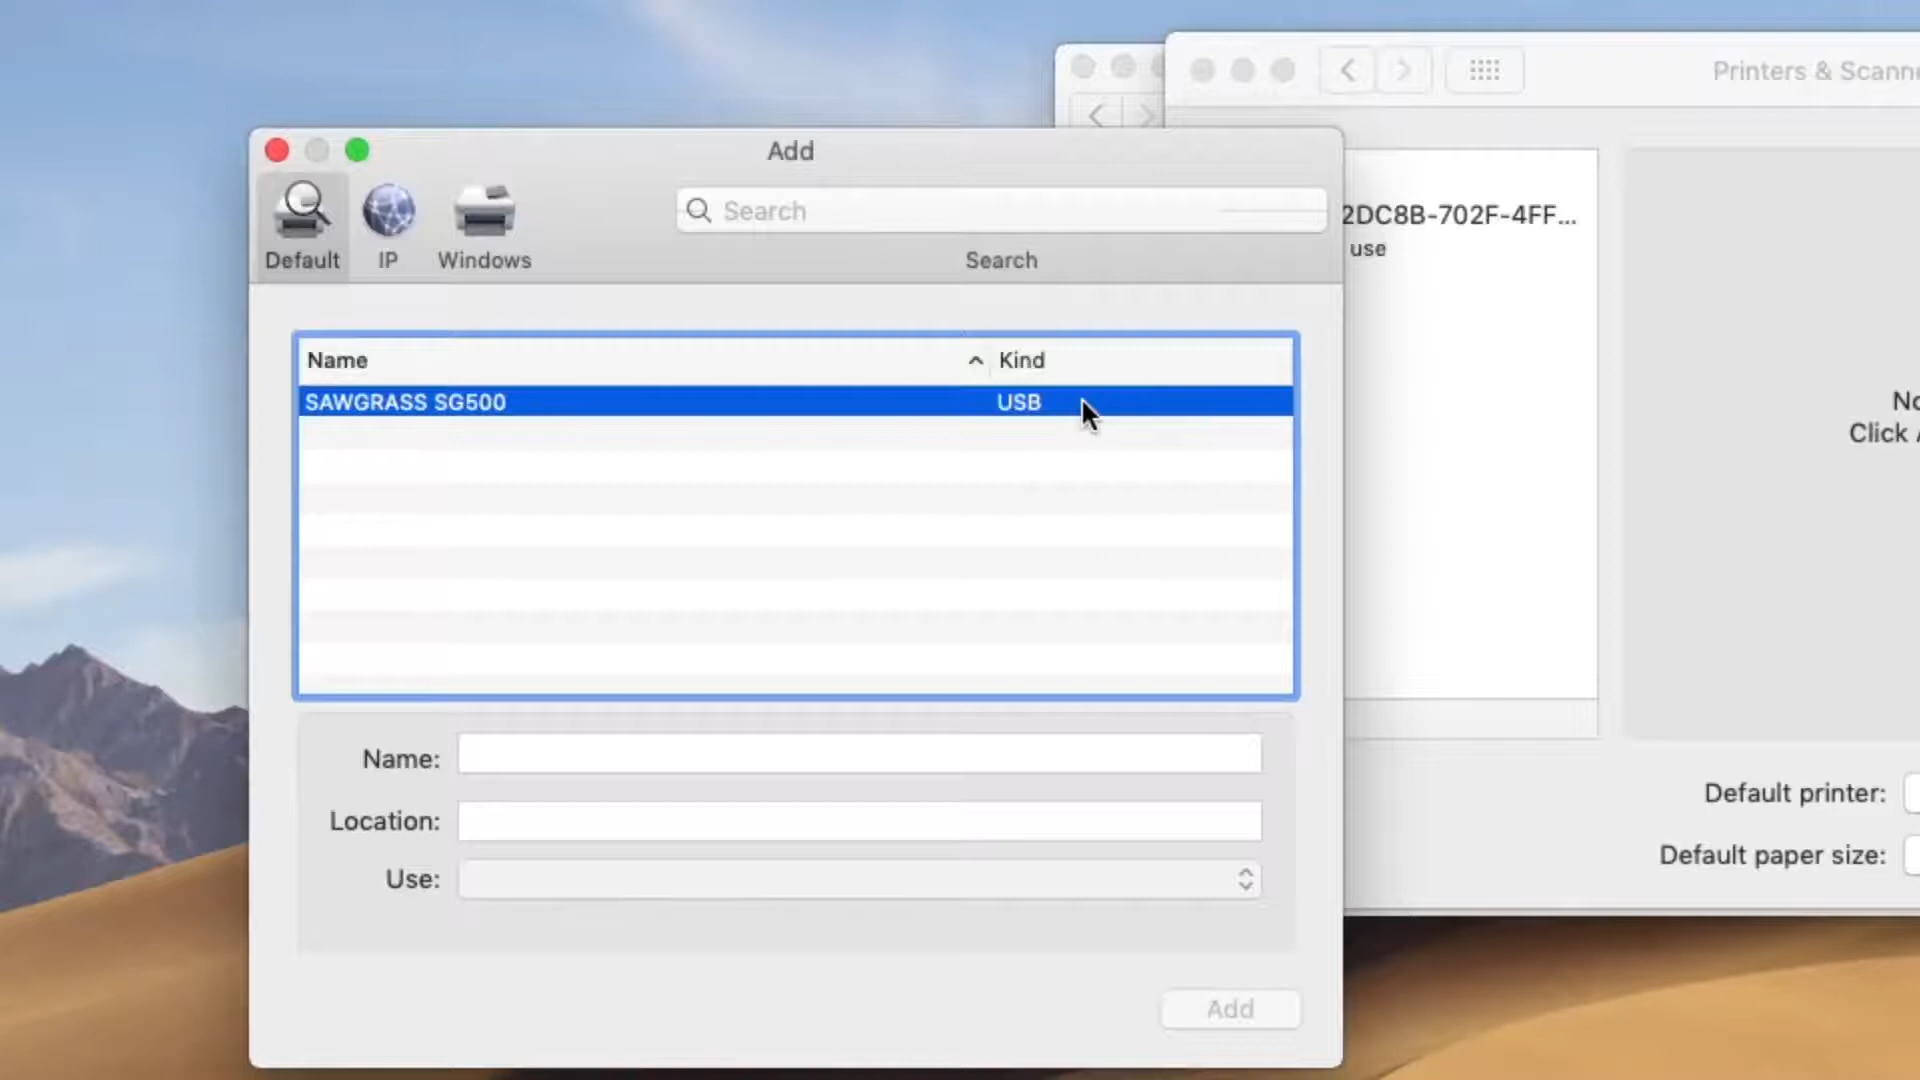 Printers & Scanne
Add
Search
2DC8B-702F-4FF...
use
Default
IP
Windows
Search
Name
Kind
SAWGRASS SG500
USB
No
Click A
Name:
Location:
Use:
Default printer:
Default paper size:
Add